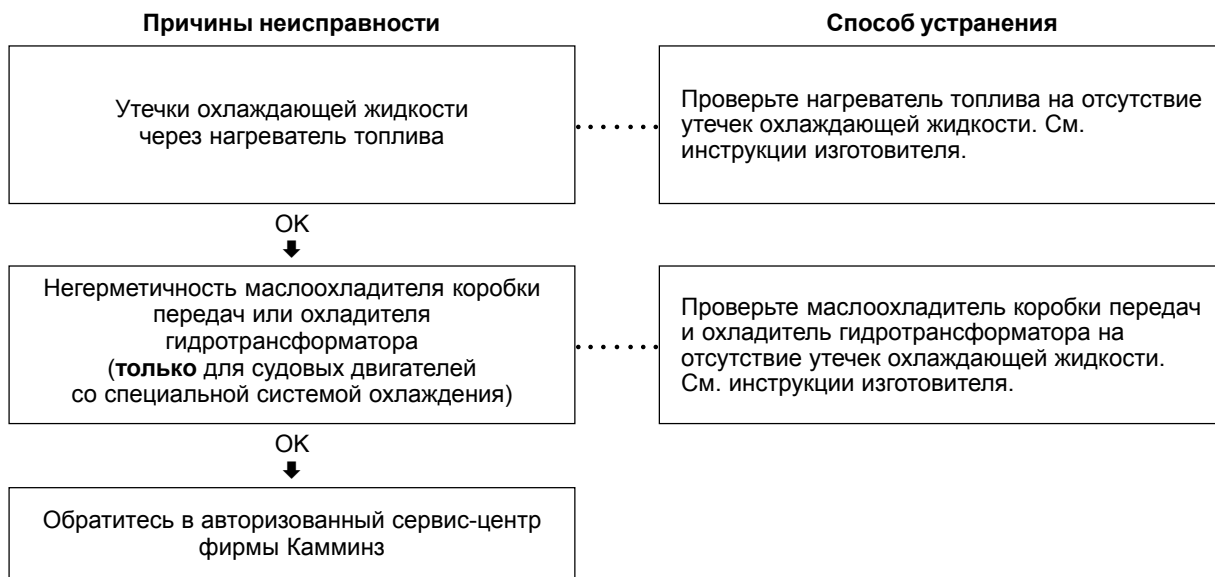 Причины неисправности
Способ устранения
Утечки охлаждающей жидкости
через нагреватель топлива
Проверьте нагреватель топлива на отсутствие
утечек охлаждающей жидкости. См.
инструкции изготовителя.
OK
Негерметичность маслоохладителя коробки
передач или охладителя
гидротрансформатора
(только для судовых двигателей
со специальной системой охлаждения)
Проверьте маслоохладитель коробки передач
и охладитель гидротрансформатора на
отсутствие утечек охлаждающей жидкости.
См. инструкции изготовителя.
OK
Обратитесь в авторизованный сервис-центр
фирмы Камминз